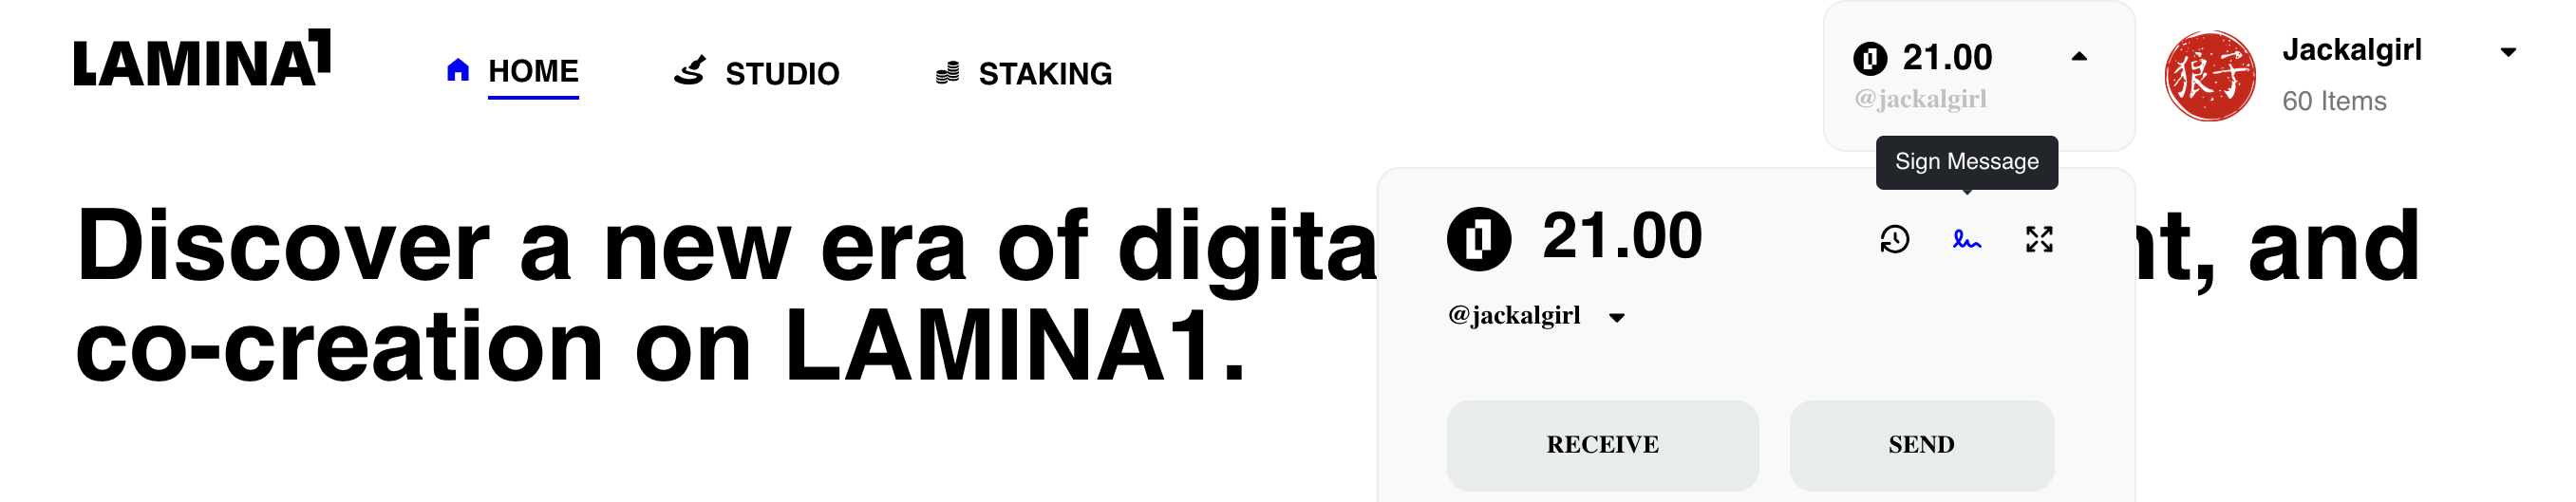 LAMINA1
HOME
STUDIO
STAKING
21.00
@jackalgirl
狼子
Jackalgirl
60 Items
Sign Message
Discover a new era of digita
nt, and
co-creation on LAMINA1.
21.00
@jackalgirl
RECEIVE
SEND